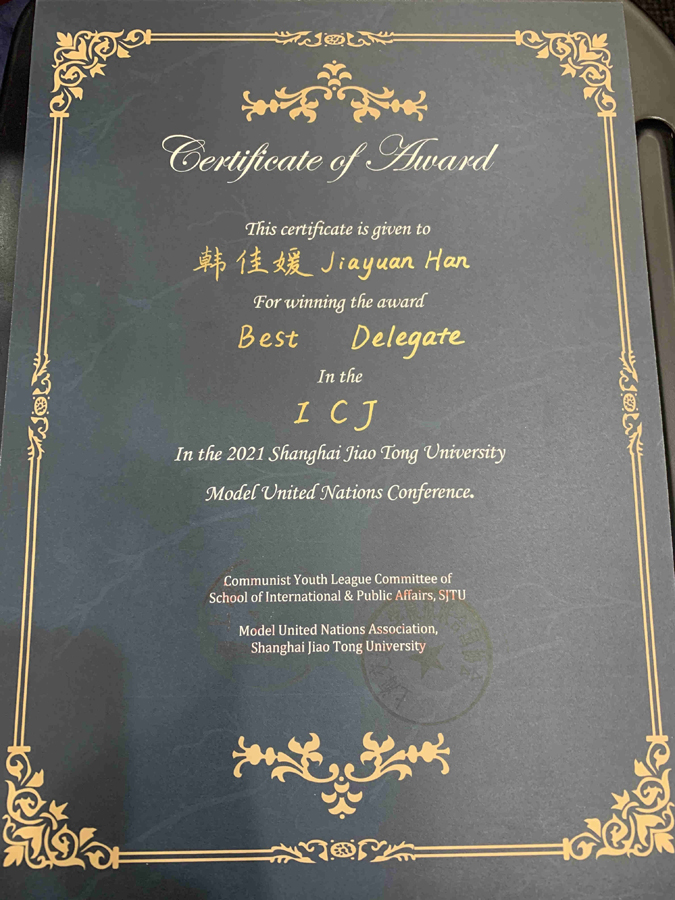 Certificate of Award
This certificate is given to
韩佳媛 Jiayuan Han
For winning the award
Best Delegate
In the
ICJ
In the 2021 Shanghai Jiao Tong University
Model United Nations Conference.
Communist Youth League Committee of
School of International & Public Affairs, SJTU
Model United Nations Association,
Shanghai Jiao Tong University